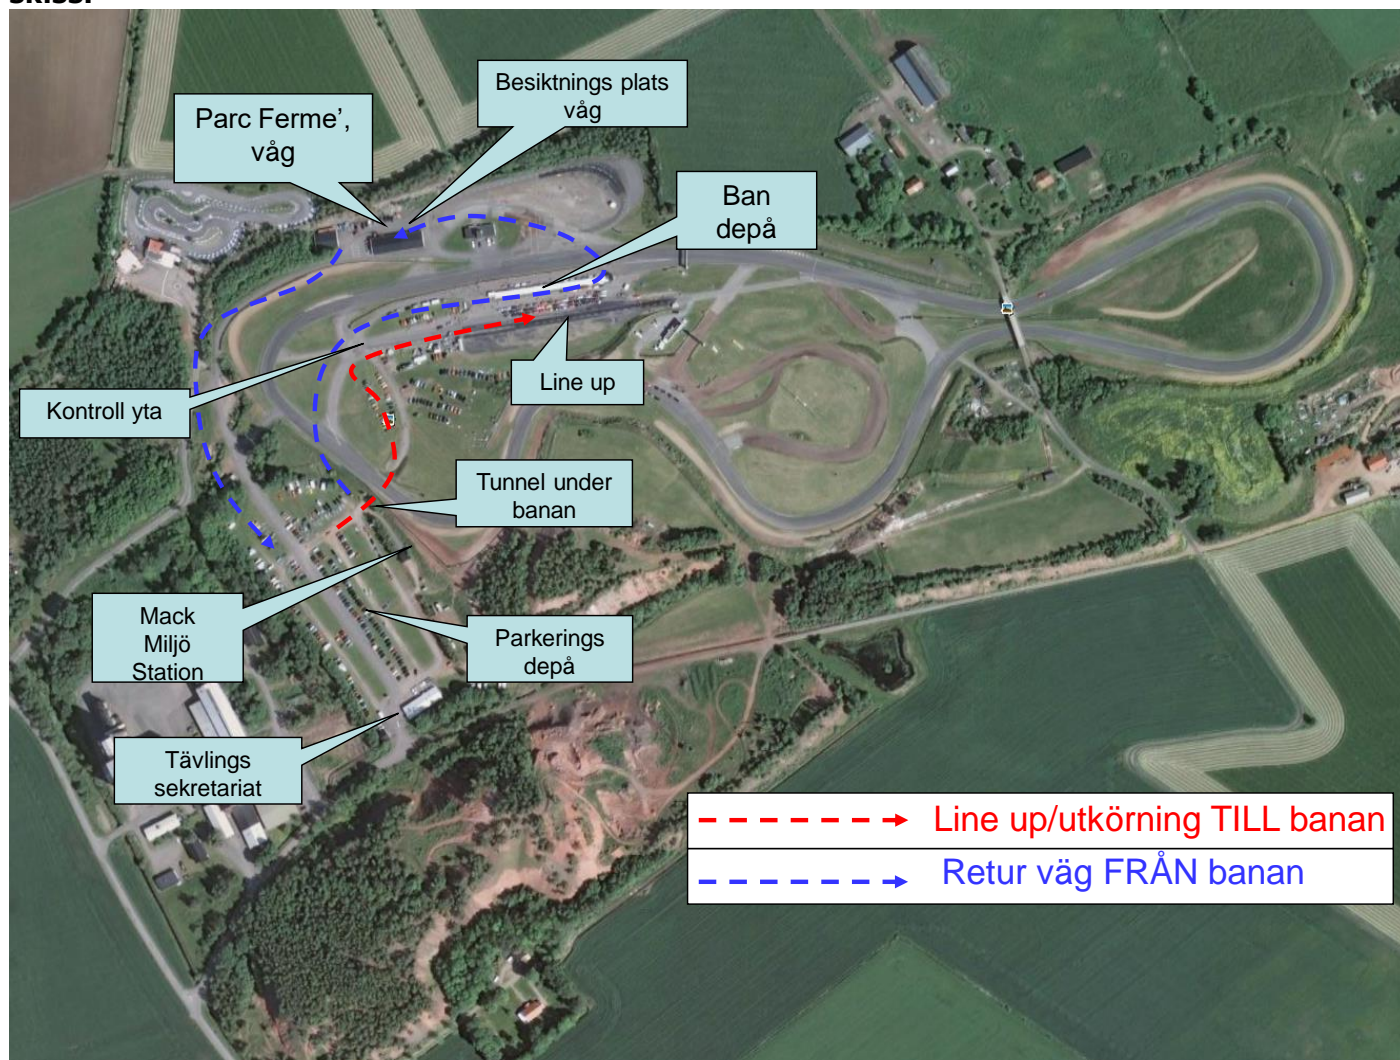 skiss:
Besiktnings plats
våg
Parc Ferme’,
våg
Ban
depå
Line up
Kontroll yta
Tunnel under
banan
Mack
Miljö
Station
Parkerings
depå
Tävlings
sekretariat
Line up/utkörning TILL banan
Retur väg FRÅN banan